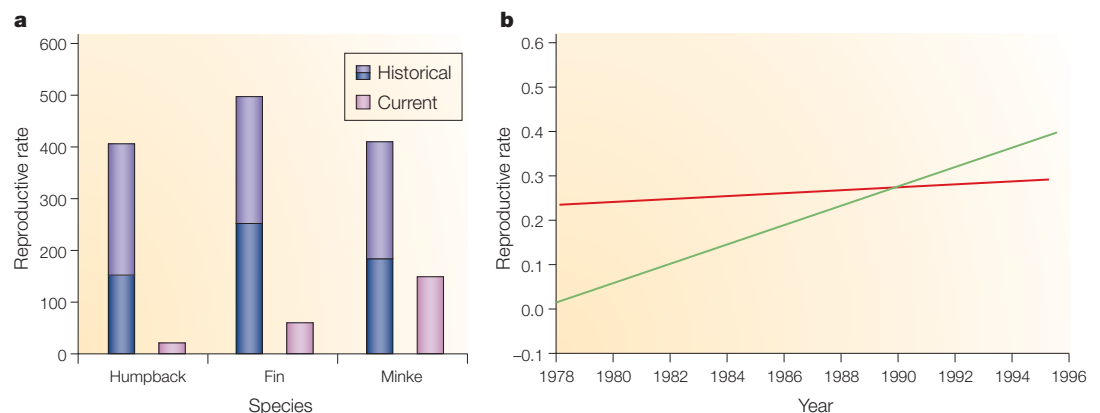 a
Reproductive rate
600
500
400
300
200
100
0
Historical
Current
Humpback Fin Minke
Species
b
Reproductive rate
0.6
0.5
0.4
0.3
0.2
0.1
0.0
–0.1
1978 1980 1982 1984 1986 1988 1990 1992 1994 1996
Year